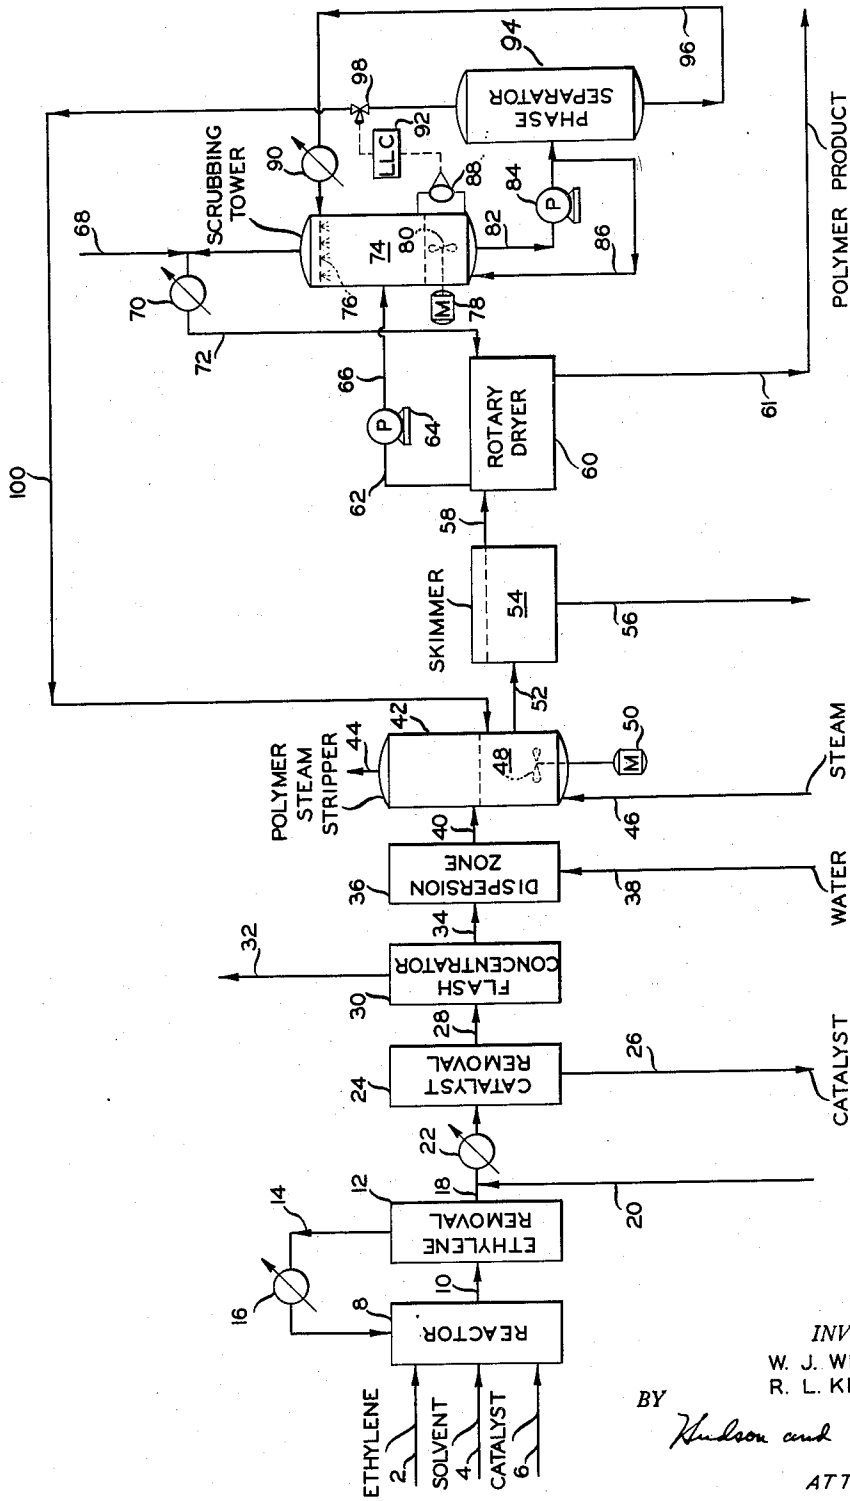 ETHYLENE
2
SOLVENT
4
CATALYST
6
REACTOR
8
10
ETHYLENE
REMOVAL
12
14
16
18
20
22
CATALYST
REMOVAL
24
26
CATALYST
28
FLASH
CONCENTRATOR
30
32
34
DISPERSION
ZONE
36
38
WATER
40
POLYMER
STEAM
STRIPPER
42
44
46
STEAM
48
M
50
52
SKIMMER
54
56
58
ROTARY
DRYER
60
61
POLYMER PRODUCT
62
P
64
66
68
70
72
SCRUBBING
TOWER
74
76
M
78
80
82
P
84
86
88
90
LLC
92
PHASE
SEPARATOR
94
96
98
100
INV
W. J. W
R. L. K
BY
Hudson and
ATT